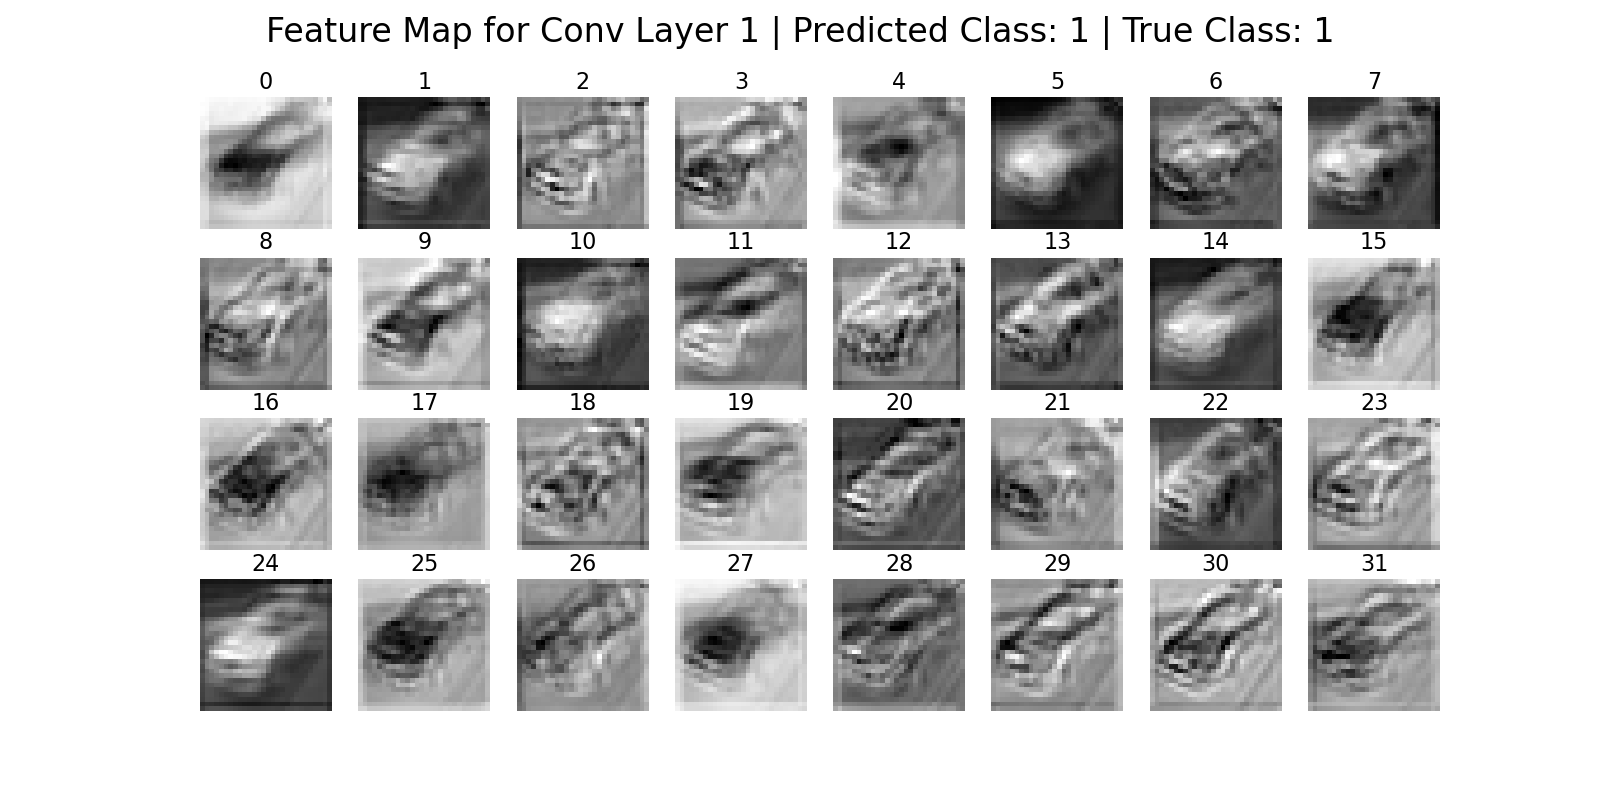 Feature Map for Conv Layer 1 | Predicted Class: 1 | True Class: 1
0 1 2 3 4 5 6 7
8 9 10 11 12 13 14 15
16 17 18 19 20 21 22 23
24 25 26 27 28 29 30 31